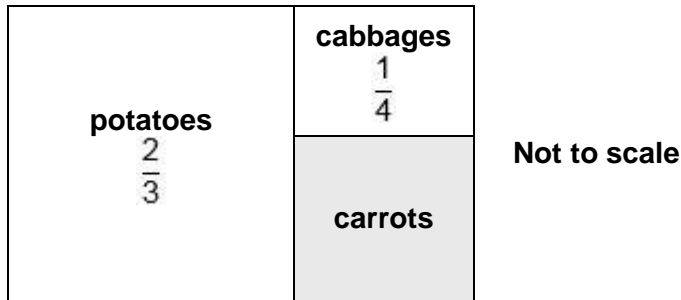 potatoes
2/3
cabbages
1/4
carrots
Not to scale